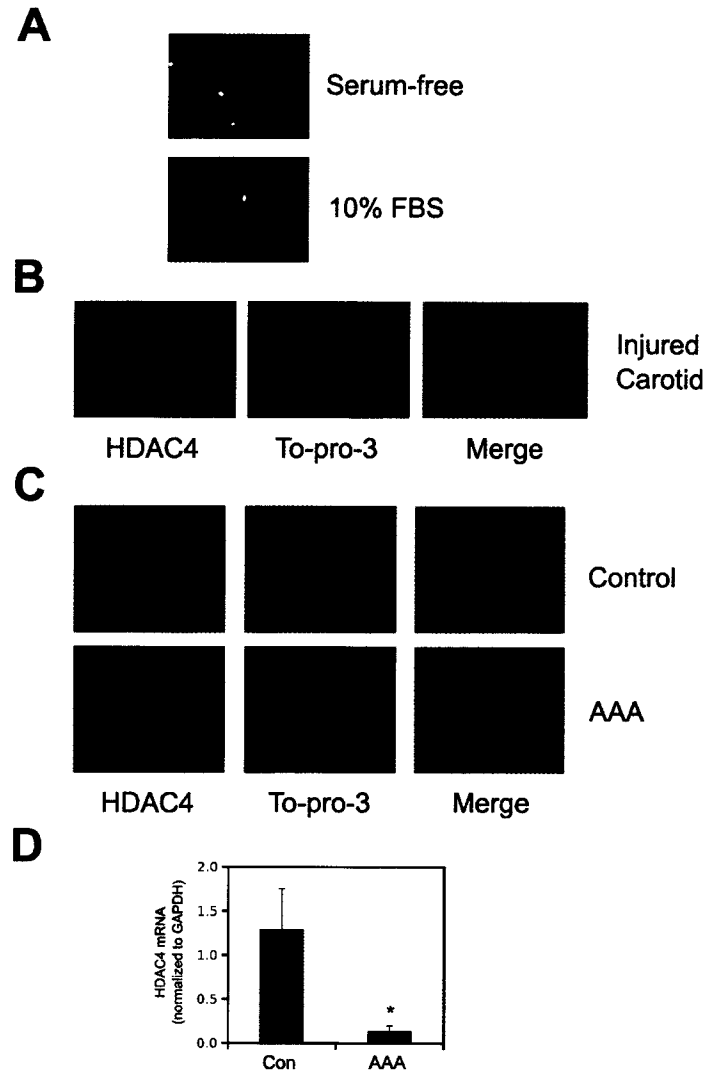 A
Serum-free
10% FBS
B
Injured
Carotid
HDAC4
To-pro-3
Merge
C
Control
AAA
HDAC4
To-pro-3
Merge
D
HDAC4 mRNA
(normalized to GAPDH)
2.0
1.5
1.0
0.5
0.0
*
Con
AAA